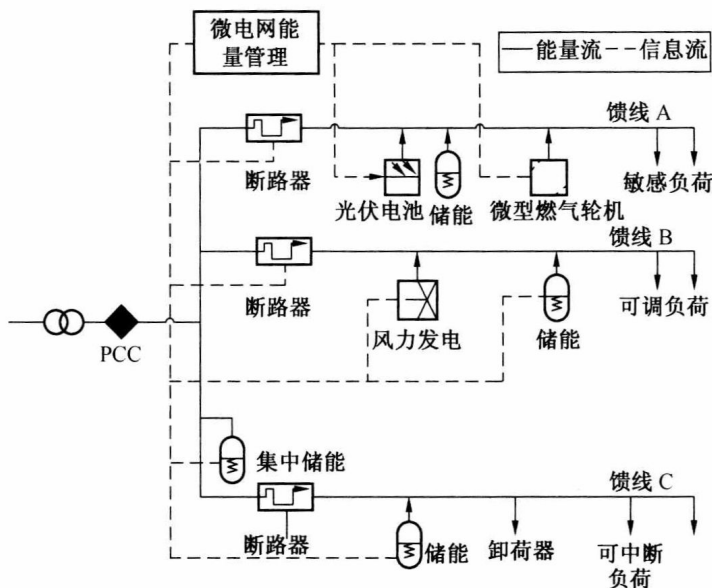 微电网能
量管理
能量流 信息流
馈线 A
断路器
光伏电池
储能
微型燃气轮机
敏感负荷
馈线 B
断路器
风力发电
储能
可调负荷
PCC
集中储能
馈线 C
断路器
储能
卸荷器
可中断
负荷